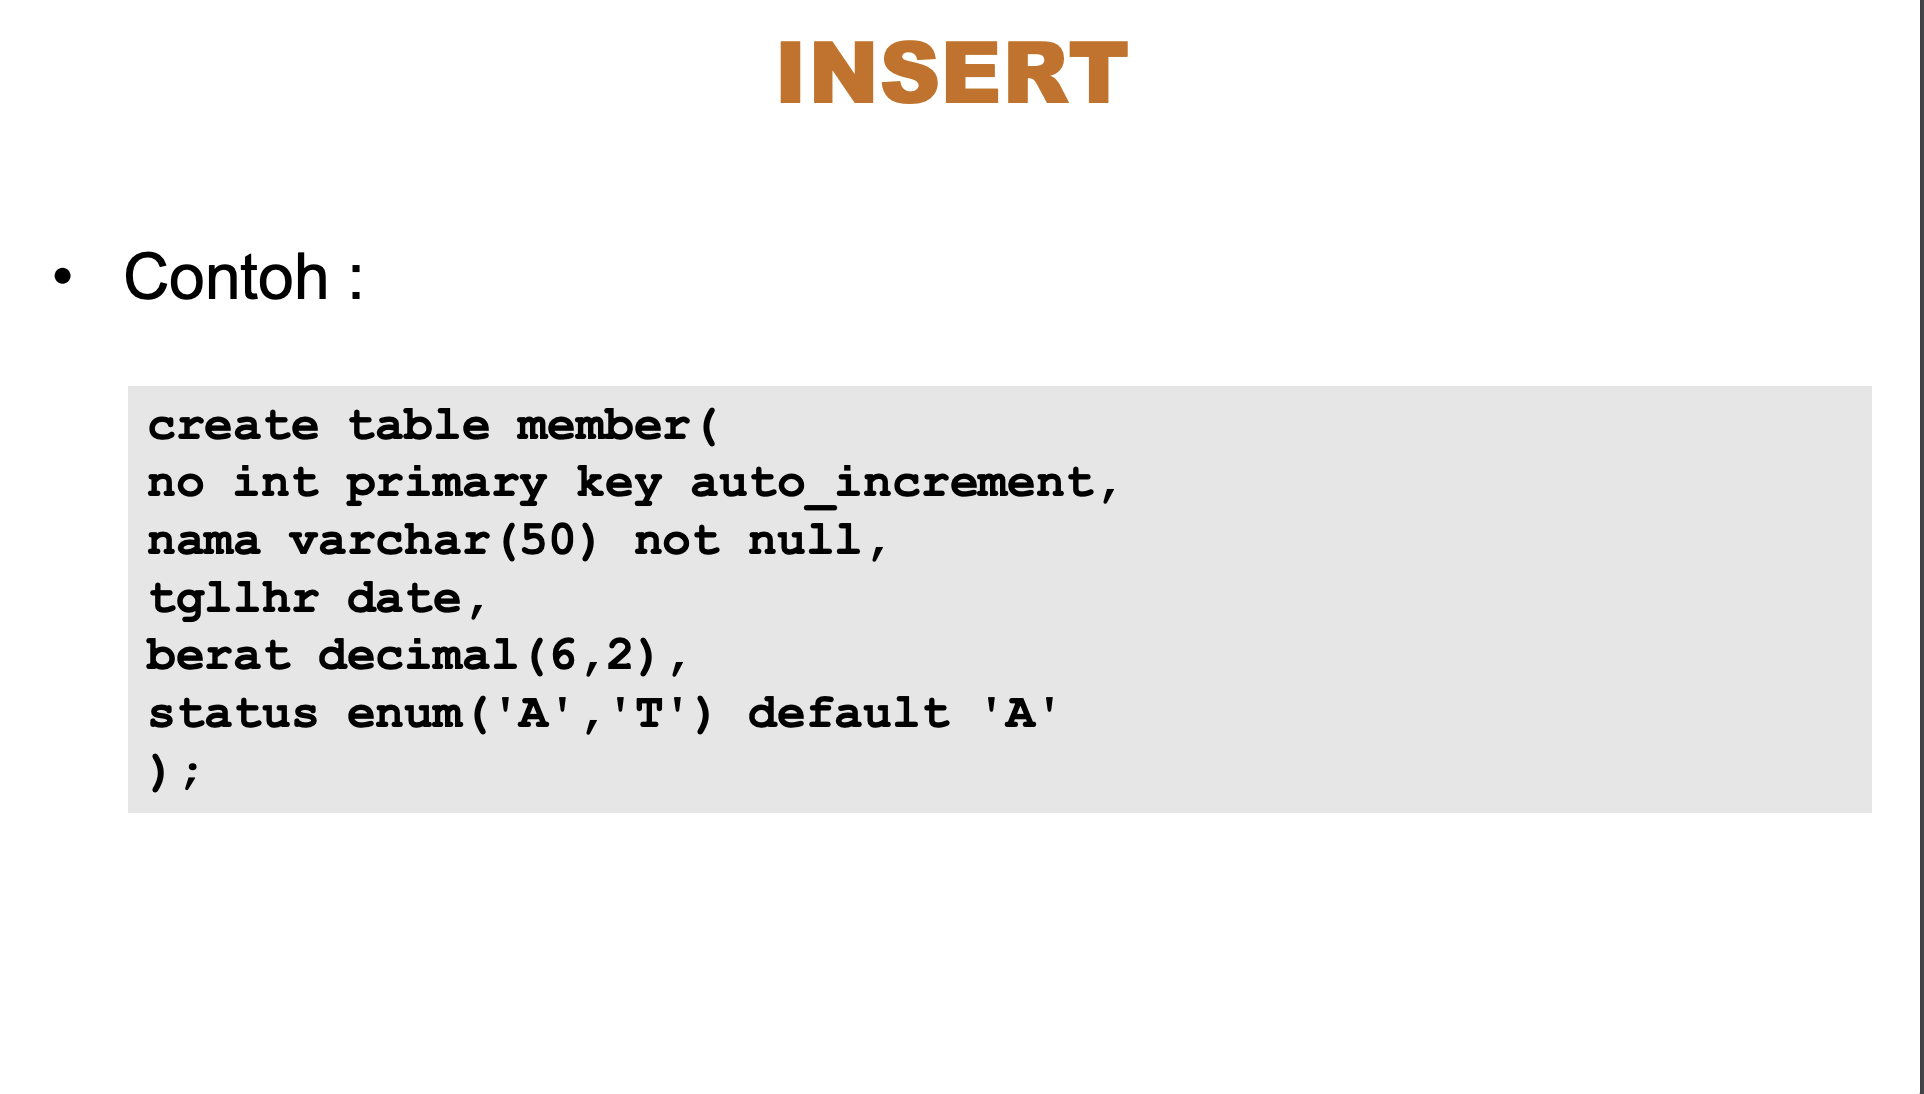 INSERT
• Contoh :
create table member(
no int primary key auto_increment,
nama varchar(50) not null,
tgllhr date,
berat decimal(6,2),
status enum('A','T') default 'A'
);